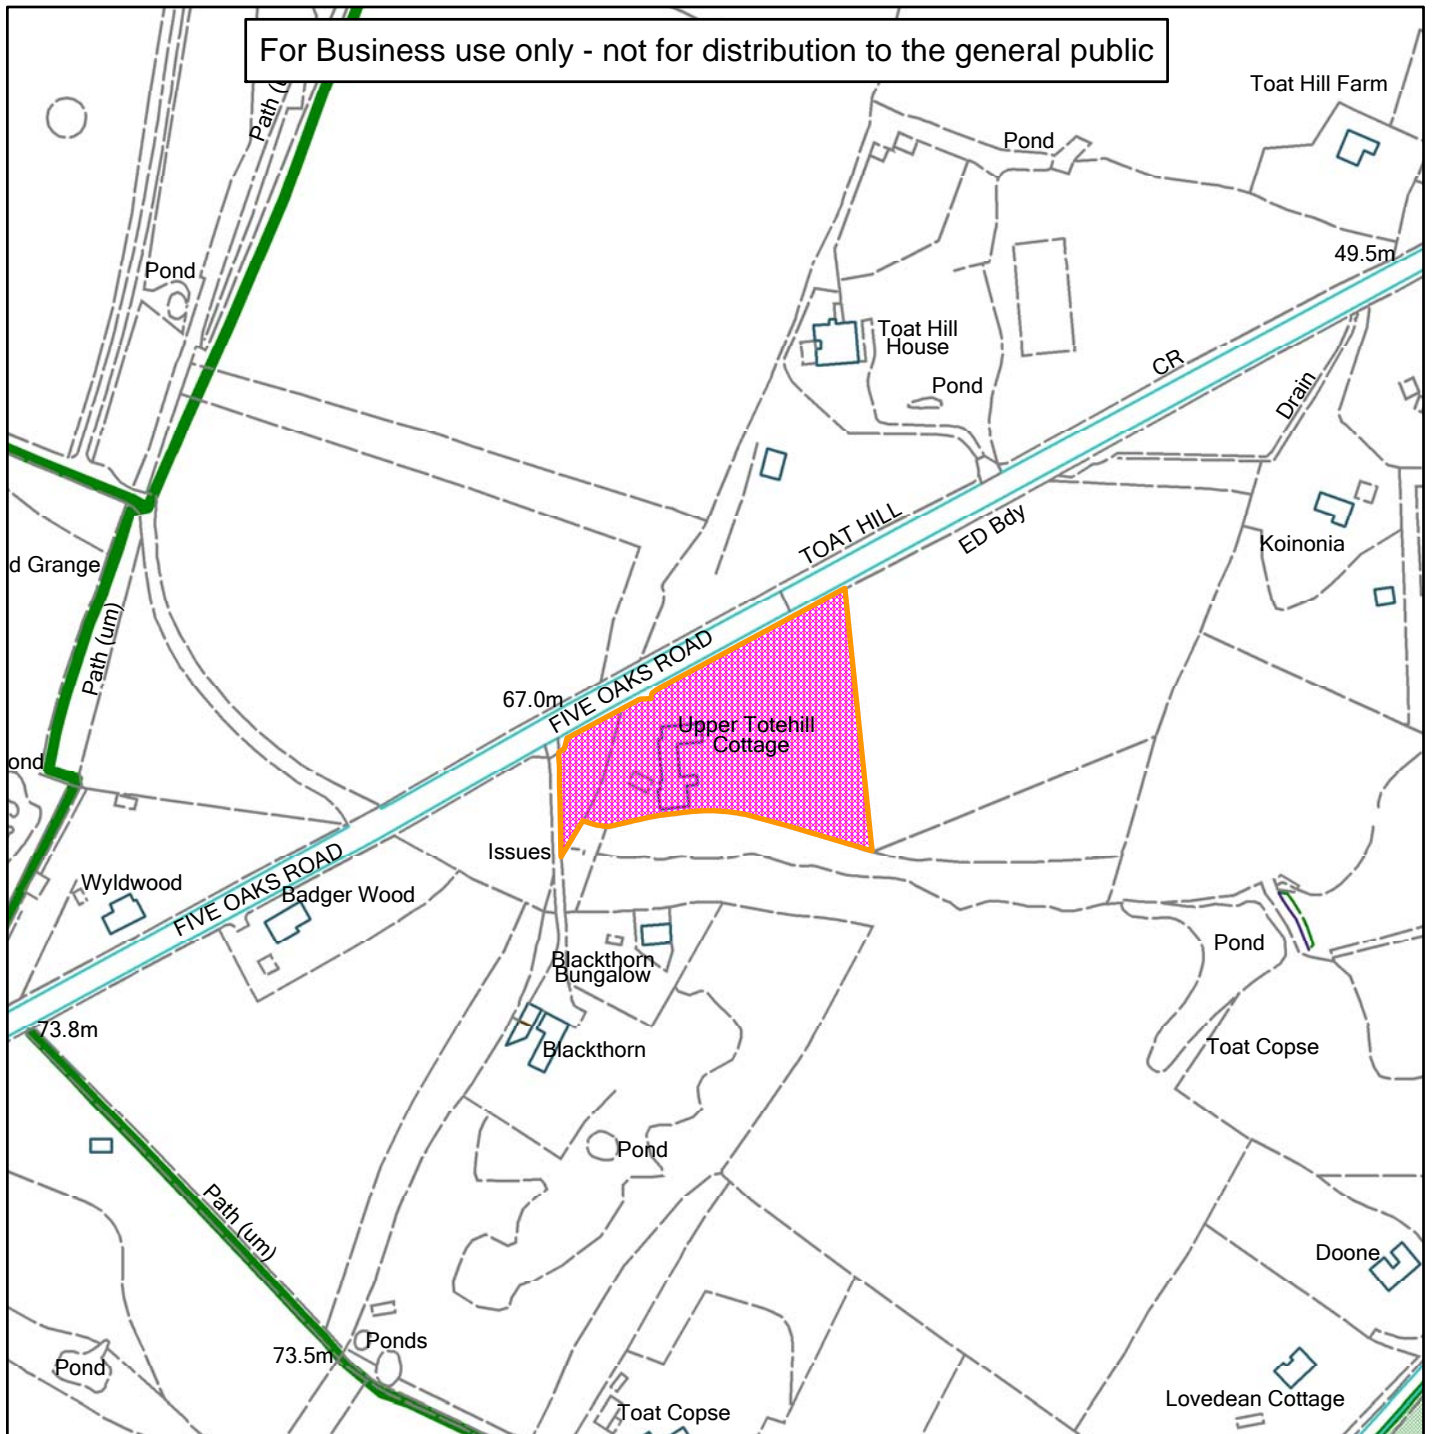 For Business use only - not for distribution to the general public
Toat Hill Farm
Pond
49.5m
Pond
Toat Hill
House
Pond
CR
Drain
TOAT HILL
ED Bdy
Koinonia
d Grange
Path (um)
67.0m
FIVE OAKS ROAD
Upper Totehill
Cottage
ond
Issues
Wyldwood
Badger Wood
FIVE OAKS ROAD
Blackthorn
Bungalow
Pond
73.8m
Blackthorn
Toat Copse
Pond
Path (um)
Doone
Ponds
73.5m
Pond
Lovedean Cottage
Toat Copse